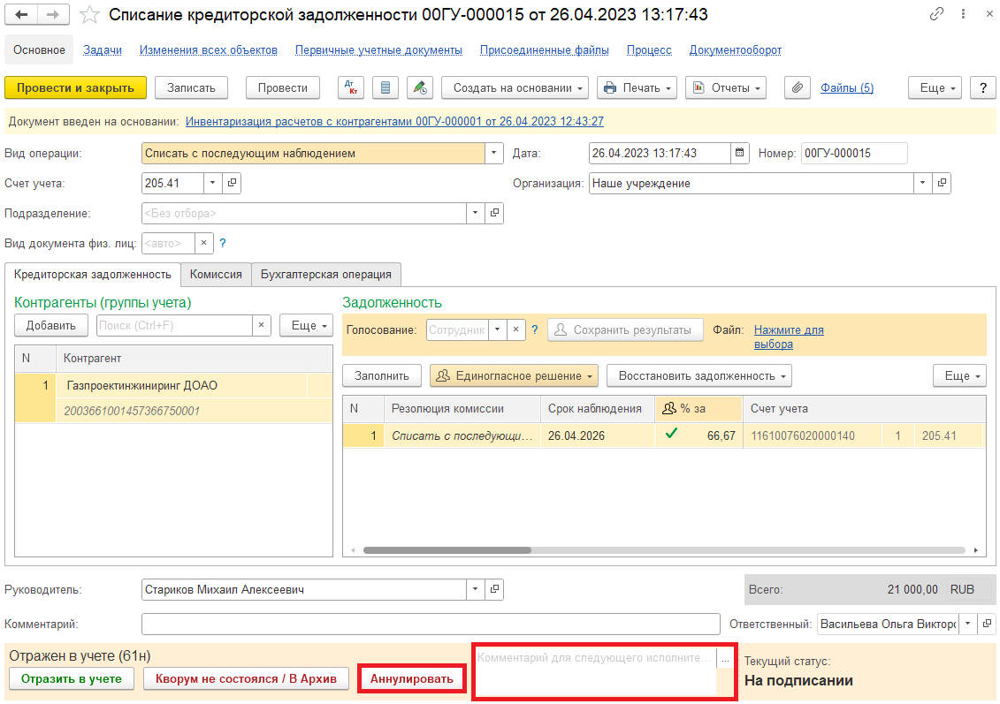 Списание кредиторской задолженности 00ГУ-000015 от 26.04.2023 13:17:43
Основное Задачи Изменения всех объектов Первичные учетные документы Присоединенные файлы Процесс Документооборот
Провести и закрыть Записать Провести Дт Кт Создать на основании Печать Отчеты Файлы (5) Еще ?
Документ введен на основании: Инвентаризация расчетов с контрагентами 00ГУ-000001 от 26.04.2023 12:43:27
Вид операции: Списать с последующим наблюдением Дата: 26.04.2023 13:17:43 Номер: 00ГУ-000015
Счет учета: 205.41 Организация: Наше учреждение
Подразделение: <Без отбора>
Вид документа физ. лиц: <авто> × ?
Кредиторская задолженность Комиссия Бухгалтерская операция
Контрагенты (группы учета) Задолженность
Добавить Поиск (Ctrl+F) × Еще Голосование: Сотрудник × ? Сохранить результаты Файл: Нажмите для
выбора
N Контрагент Заполнить Единогласное решение Восстановить задолженность Еще
1 Газпроектинжиниринг ДОАО N Резолюция комиссии Срок наблюдения % за Счет учета
2003661001457366750001 1 Списать с последующи... 26.04.2026 66,67 11610076020000140 1 205.41
Руководитель: Стариков Михаил Алексеевич Всего: 21 000,00 RUB
Комментарий: Ответственный: Васильева Ольга Викторо
Отражен в учете (61н) Комментарий для следующего исполните... ... Текущий статус:
Отразить в учете Кворум не состоялся / В Архив Аннулировать На подписании